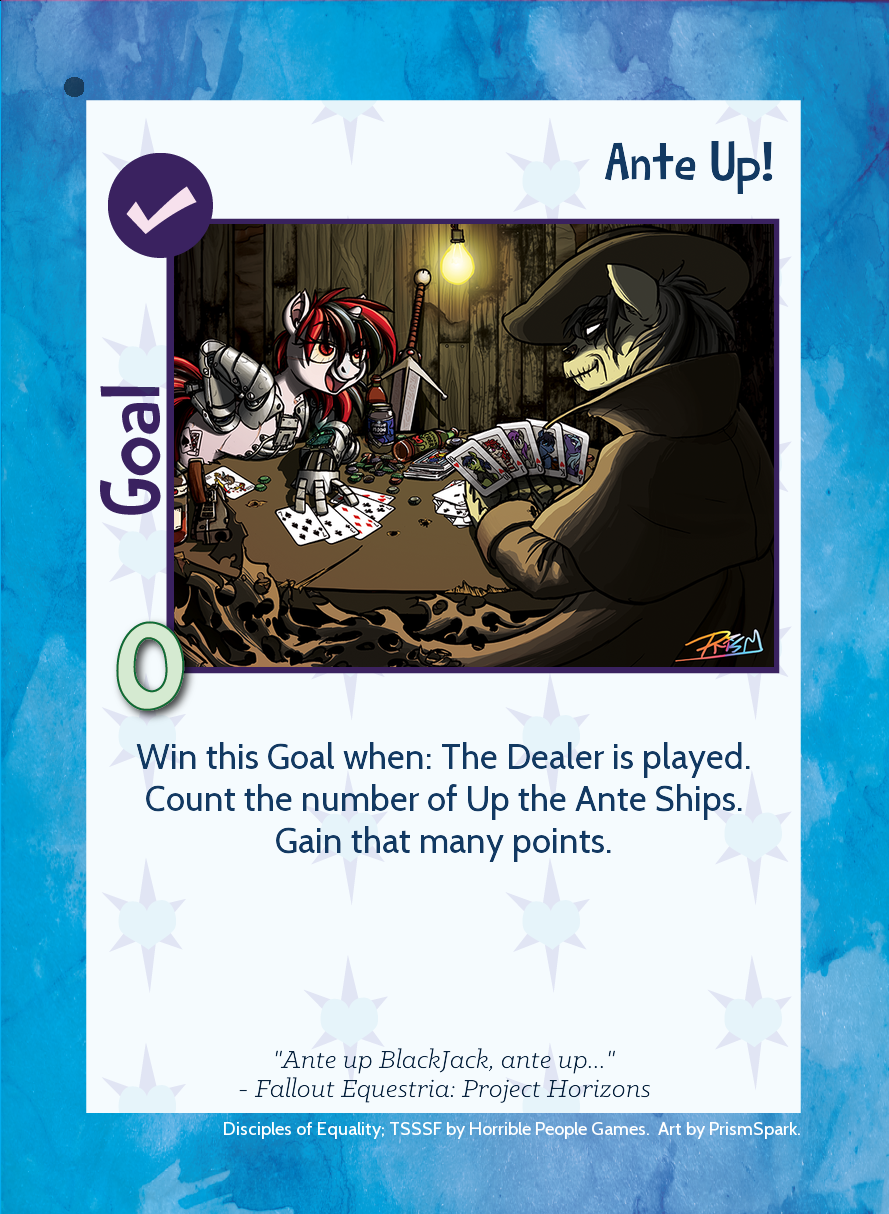 Ante Up!
Goal
PRISM
0
Win this Goal when: The Dealer is played.
Count the number of Up the Ante Ships.
Gain that many points.
"Ante up BlackJack, ante up..."
- Fallout Equestria: Project Horizons
Disciples of Equality; TSSSF by Horrible People Games.  Art by PrismSpark.